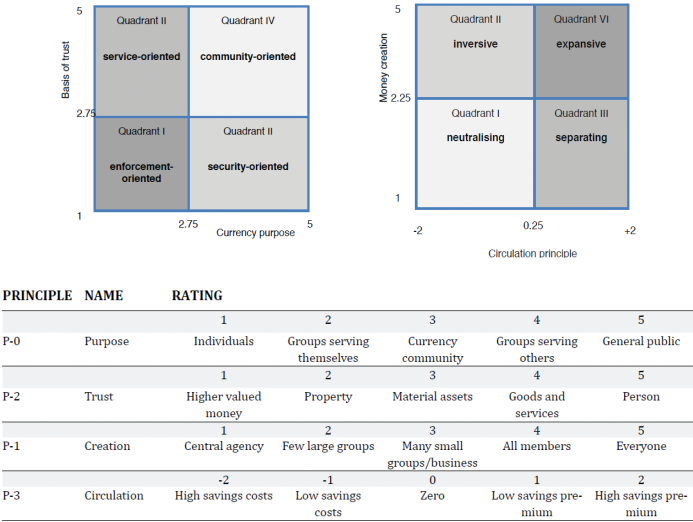 5
Quadrant II
Quadrant IV
service-oriented
community-oriented
Basis of trust
2.75
Quadrant I
Quadrant II
enforcement-
oriented
security-oriented
1
2.75
5
Currency purpose
5
Quadrant II
Quadrant VI
inversive
expansive
Money creation
2.25
Quadrant I
Quadrant III
neutralising
separating
1
-2
0.25
+2
Circulation principle
PRINCIPLE NAME RATING
1 2 3 4 5
P-0 Purpose Individuals Groups serving Currency Groups serving General public
themselves community others
1 2 3 4 5
P-2 Trust Higher valued Property Material assets Goods and Person
money services
1 2 3 4 5
P-1 Creation Central agency Few large groups Many small All members Everyone
groups/business
-2 -1 0 1 2
P-3 Circulation High savings costs Low savings Zero Low savings pre- High savings pre-
costs mium mium